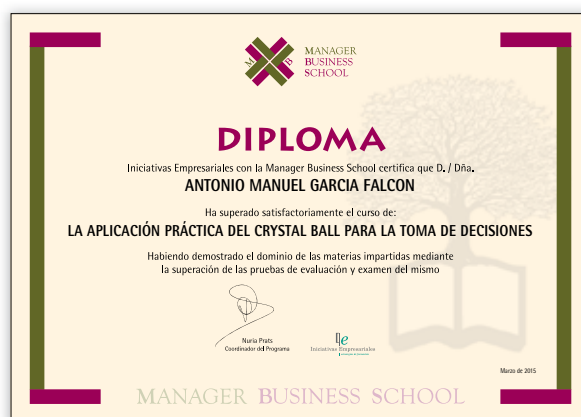 M B
MANAGER
BUSINESS
SCHOOL
DIPLOMA
Iniciativas Empresariales con la Manager Business School certifica que D. / Dña.
ANTONIO MANUEL GARCIA FALCON
Ha superado satisfactoriamente el curso de:
LA APLICACIÓN PRÁCTICA DEL CRYSTAL BALL PARA LA TOMA DE DECISIONES
Habiendo demostrado el dominio de las materias impartidas mediante
la superación de las pruebas de evaluación y examen del mismo
Nuria Prats
Coordinador del Programa
Ile
Iniciativas Empresariales
Marzo de 2015
MANAGER BUSINESS SCHOOL